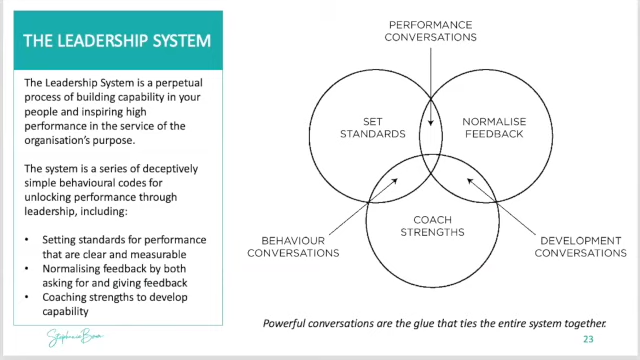 THE LEADERSHIP SYSTEM
The Leadership System is a perpetual
process of building capability in your
people and inspiring high
performance in the service of the
organisation's purpose.
The system is a series of deceptively
simple behavioural codes for
unlocking performance through
leadership, including:
• Setting standards for performance
that are clear and measurable
• Normalising feedback by both
asking for and giving feedback
• Coaching strengths to develop
capability
PERFORMANCE
CONVERSATIONS
SET
STANDARDS
NORMALISE
FEEDBACK
COACH
STRENGTHS
BEHAVIOUR
CONVERSATIONS
DEVELOPMENT
CONVERSATIONS
Powerful conversations are the glue that ties the entire system together.
23